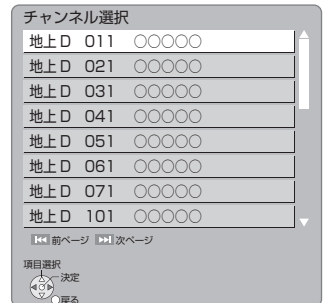 チャンネル選択
地上D 011 ○○○○○
地上D 021 ○○○○○
地上D 031 ○○○○○
地上D 041 ○○○○○
地上D 051 ○○○○○
地上D 061 ○○○○○
地上D 071 ○○○○○
地上D 101 ○○○○○
前ページ 次ページ
項目選択
決定
戻る